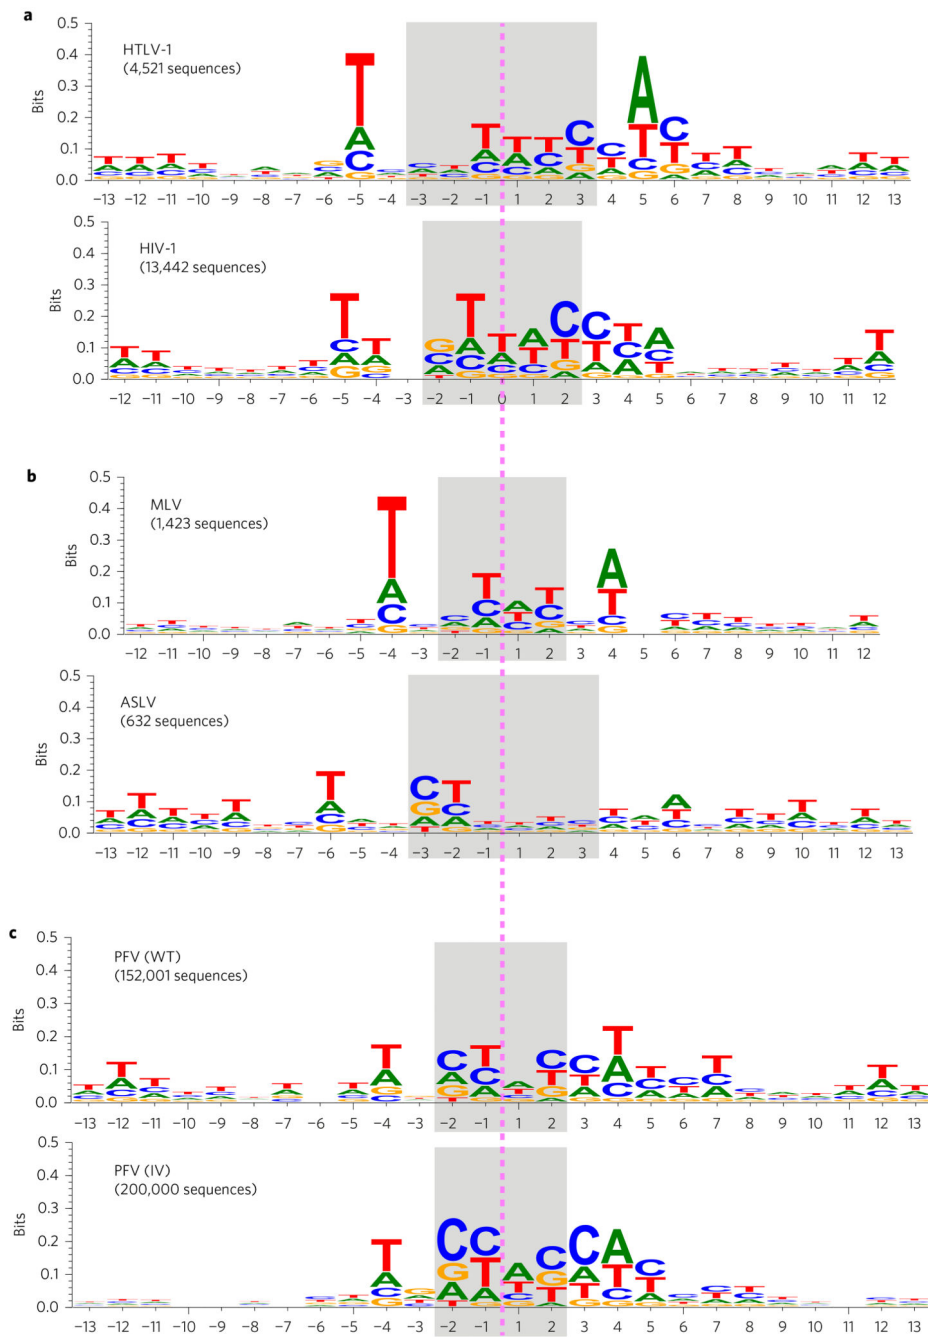 a
0.5
HTLV-1
(4,521 sequences)
0.4
0.3
Bits
0.2
0.1
0.0
−13 −12 −11 −10 −9 −8 −7 −6 −5 −4 −3 −2 −1 1 2 3 4 5 6 7 8 9 10 11 12 13
0.5
HIV-1
(13,442 sequences)
0.4
0.3
Bits
0.2
0.1
0.0
−12 −11 −10 −9 −8 −7 −6 −5 −4 −3 −2 −1 0 1 2 3 4 5 6 7 8 9 10 11 12
b
0.5
MLV
(1,423 sequences)
0.4
0.3
Bits
0.2
0.1
0.0
−12 −11 −10 −9 −8 −7 −6 −5 −4 −3 −2 −1 1 2 3 4 5 6 7 8 9 10 11 12
0.5
ASLV
(632 sequences)
0.4
0.3
Bits
0.2
0.1
0.0
−13 −12 −11 −10 −9 −8 −7 −6 −5 −4 −3 −2 −1 1 2 3 4 5 6 7 8 9 10 11 12 13
c
0.5
PFV (WT)
(152,001 sequences)
0.4
0.3
Bits
0.2
0.1
0.0
−13 −12 −11 −10 −9 −8 −7 −6 −5 −4 −3 −2 −1 1 2 3 4 5 6 7 8 9 10 11 12 13
0.5
PFV (IV)
(200,000 sequences)
0.4
0.3
Bits
0.2
0.1
0.0
−13 −12 −11 −10 −9 −8 −7 −6 −5 −4 −3 −2 −1 1 2 3 4 5 6 7 8 9 10 11 12 13